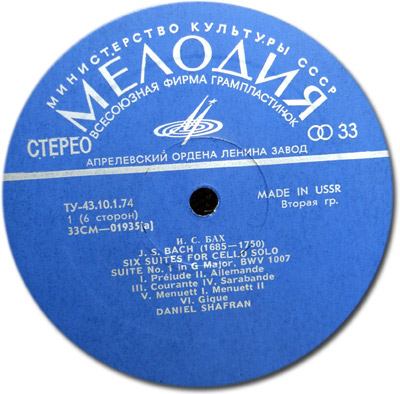 МИНИСТЕРСТВО КУЛЬТУРЫ СССР
МЕЛОДИЯ
ВСЕСОЮЗНАЯ ФИРМА ГРАМПЛАСТИНОК
СТЕРЕО
33
АПРЕЛЕВСКИЙ ОРДЕНА ЛЕНИНА ЗАВОД
ТУ-43.10.1.74
1 (6 сторон)
33СМ—01935[а]
MADE IN USSR
Вторая гр.
И. С. БАХ
J. S. BACH (1685—1750)
SIX SUITES FOR CELLO SOLO
SUITE No. 1 in G Major, BWV 1007
I. Prélude II. Allemande
III. Courante IV. Sarabande
V. Menuett I, Menuett II
VI. Gigue
DANIEL SHAFRAN